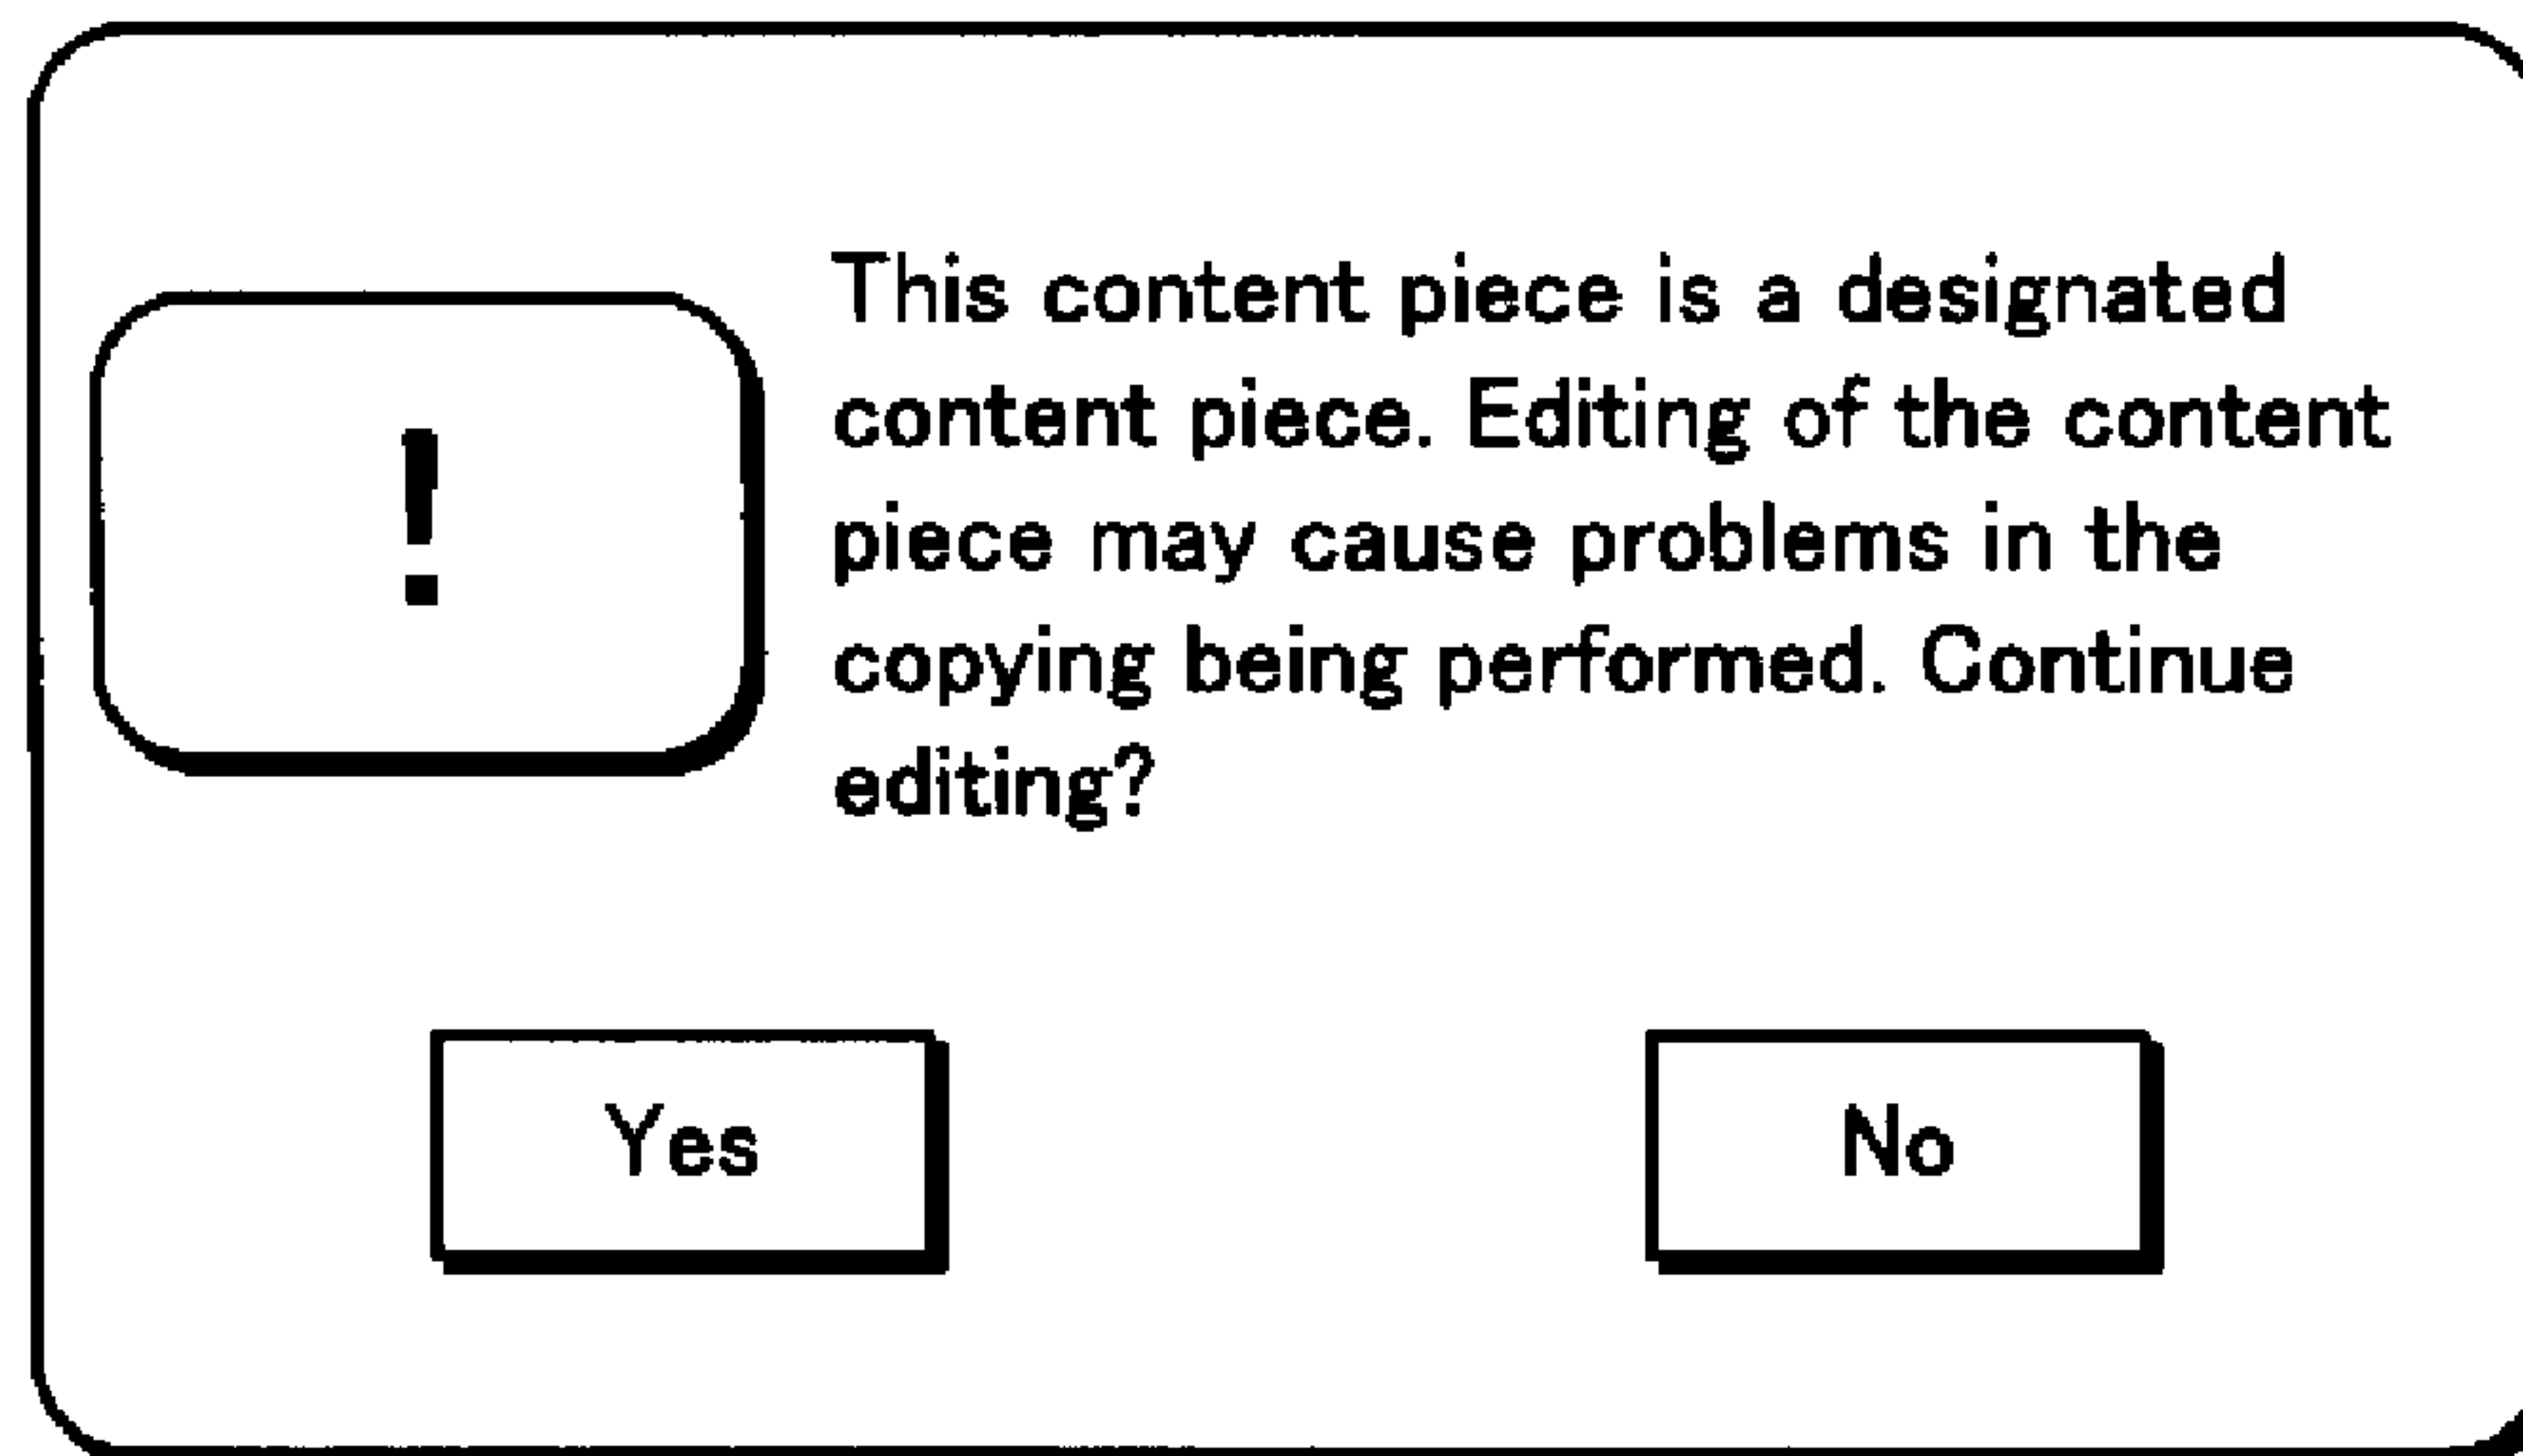 This content piece is a designated
content piece. Editing of the content
piece may cause problems in the
copying being performed. Continue
editing?
!
Yes
No